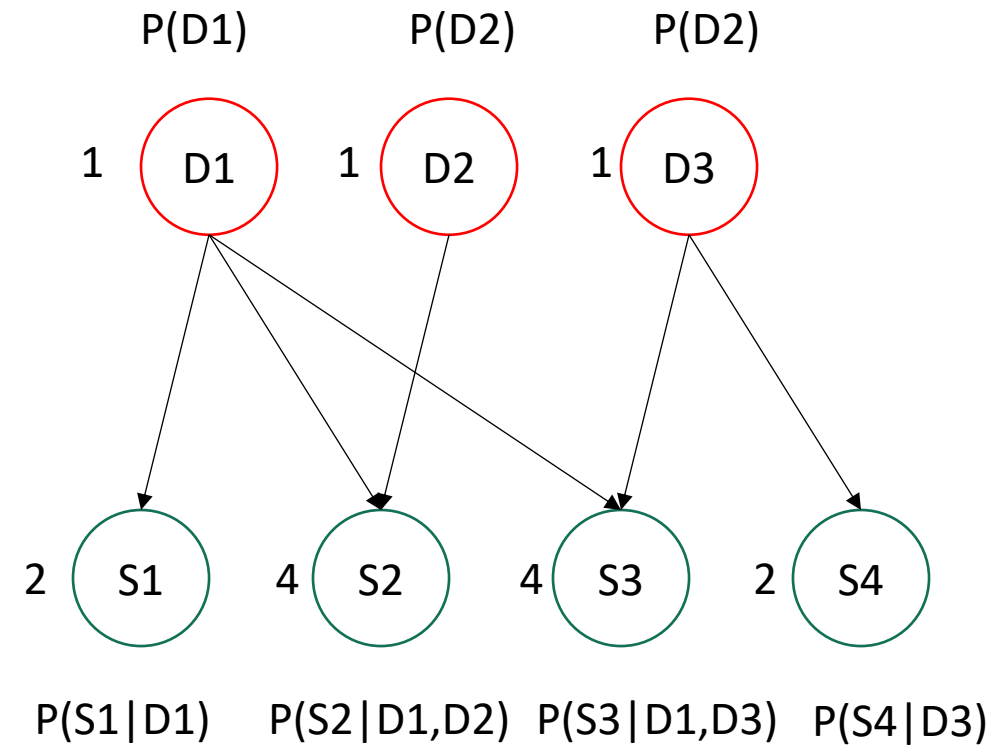 P(D1) P(D2) P(D2)
1 D1 1 D2 1 D3
2 S1 4 S2 4 S3 2 S4
P(S1|D1) P(S2|D1,D2) P(S3|D1,D3) P(S4|D3)